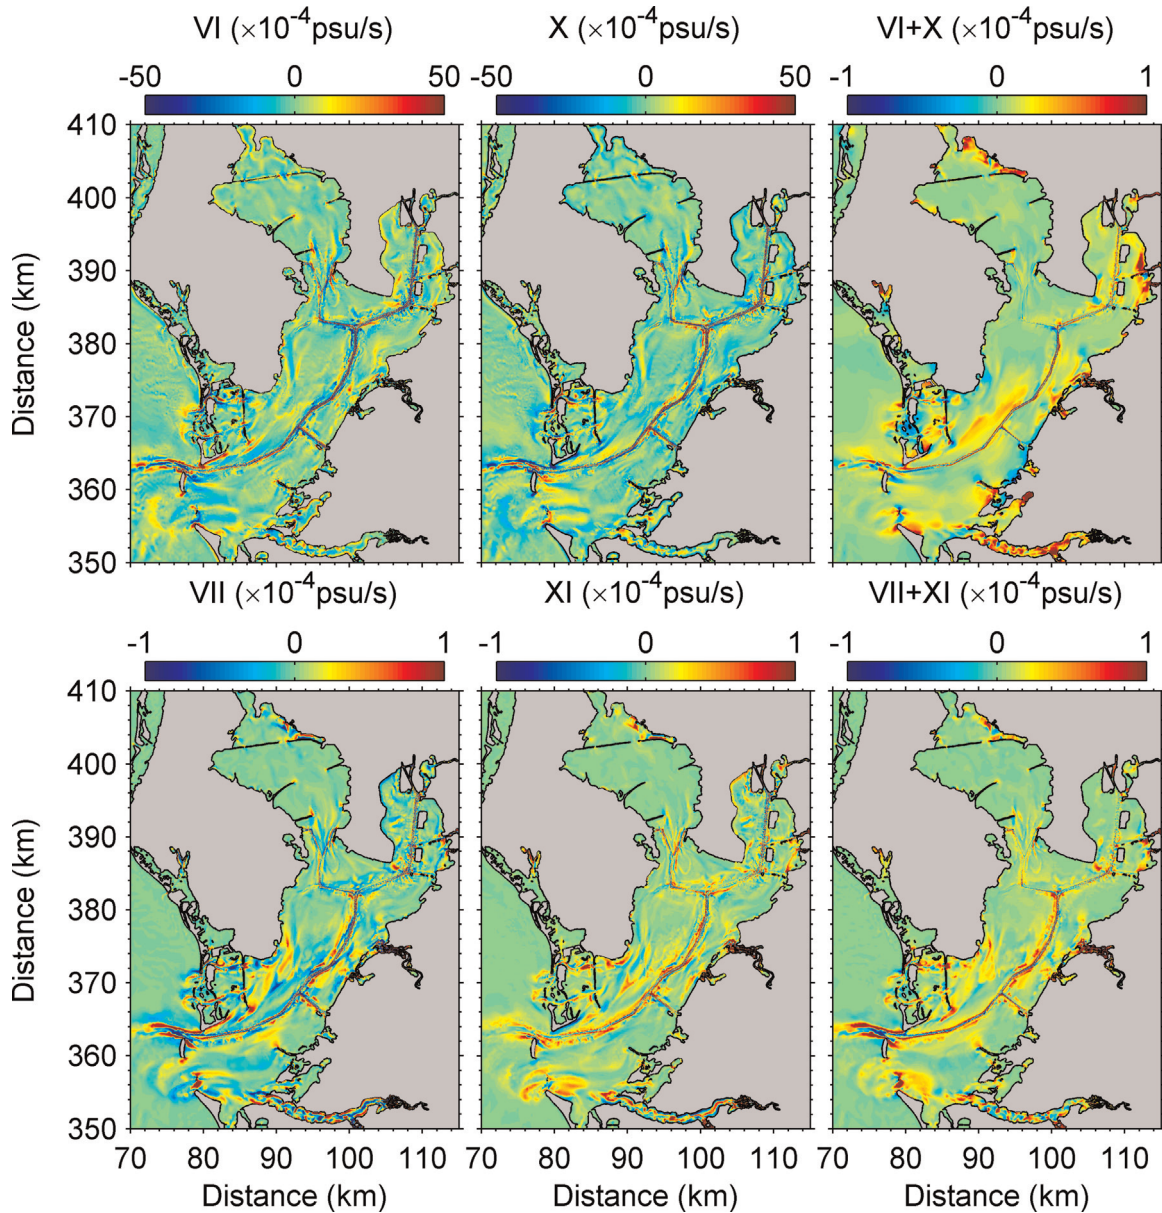 VI (×10⁻⁴psu/s) X (×10⁻⁴psu/s) VI+X (×10⁻⁴psu/s)
-50 0 50 -50 0 50 -1 0 1
410
400
390
380
370
360
350
Distance (km)
VII (×10⁻⁴psu/s) XI (×10⁻⁴psu/s) VII+XI (×10⁻⁴psu/s)
-1 0 1 -1 0 1 -1 0 1
410
400
390
380
370
360
350
Distance (km)
70 80 90 100 110 70 80 90 100 110 70 80 90 100 110
Distance (km) Distance (km) Distance (km)